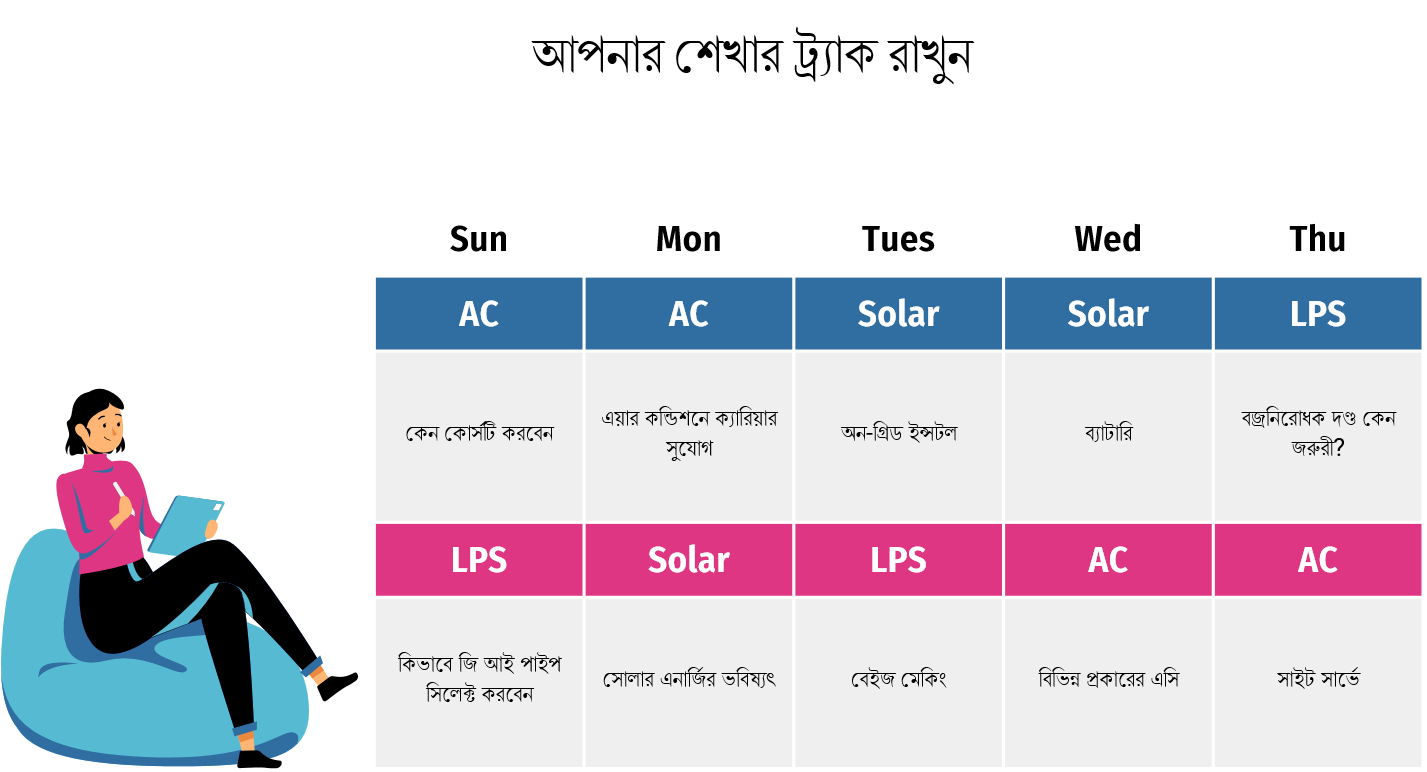 আপনার শেখার ট্র্যাক রাখুন
Sun Mon Tues Wed Thu
AC AC Solar Solar LPS
কেন কোর্সটি করবেন
এয়ার কন্ডিশনে ক্যারিয়ার
সুযোগ
অন-গ্রিড ইন্সটল
ব্যাটারি
বজ্রনিরোধক দণ্ড কেন
জরুরী?
LPS Solar LPS AC AC
কিভাবে জি আই পাইপ
সিলেক্ট করবেন
সোলার এনার্জির ভবিষ্যৎ
বেইজ মেকিং
বিভিন্ন প্রকারের এসি
সাইট সার্ভে